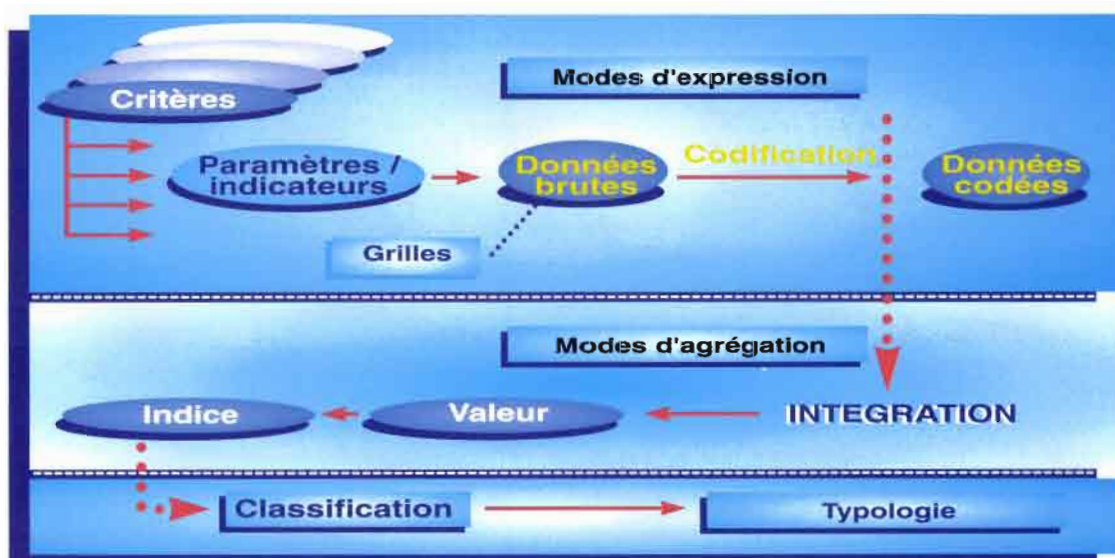 Modes d'expression
Critères
Paramètres /
indicateurs
Données
brutes
Codification
Données
codées
Grilles
Modes d'agrégation
Indice
Valeur
INTEGRATION
Classification
Typologie